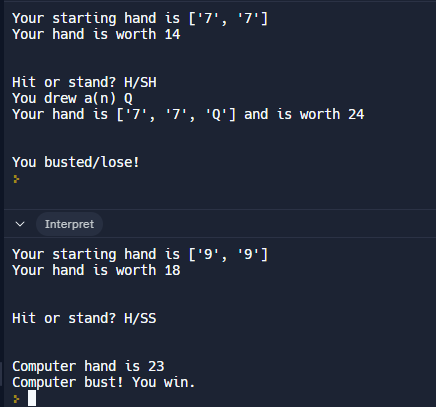 Your starting hand is ['7', '7']
Your hand is worth 14
Hit or stand? H/SH
You drew a(n) Q
Your hand is ['7', '7', 'Q'] and is worth 24
You busted/lose!
Interpret
Your starting hand is ['9', '9']
Your hand is worth 18
Hit or stand? H/SS
Computer hand is 23
Computer bust! You win.